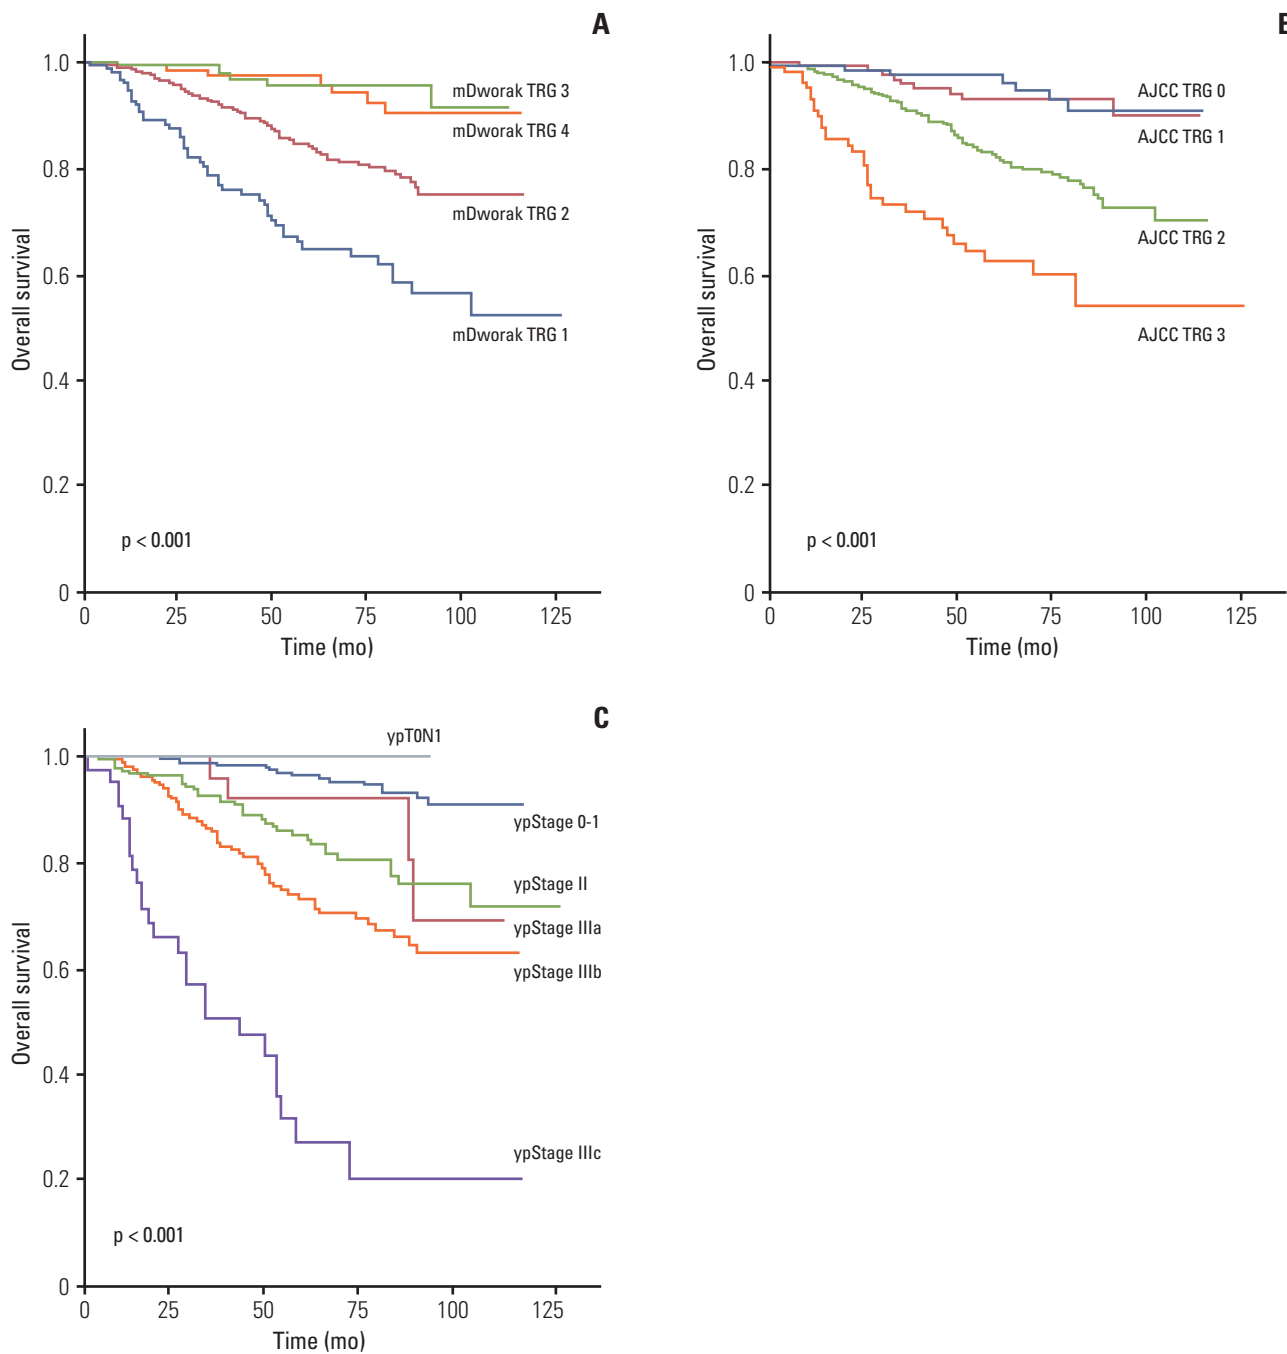 A
1.0
0.8
0.6
0.4
0.2
0
Overall survival
mDworak TRG 3
mDworak TRG 4
mDworak TRG 2
mDworak TRG 1
p < 0.001
0 25 50 75 100 125
Time (mo)
B
1.0
0.8
0.6
0.4
0.2
0
Overall survival
AJCC TRG 0
AJCC TRG 1
AJCC TRG 2
AJCC TRG 3
p < 0.001
0 25 50 75 100 125
Time (mo)
C
1.0
0.8
0.6
0.4
0.2
0
Overall survival
ypT0N1
ypStage 0-1
ypStage II
ypStage IIIa
ypStage IIIb
ypStage IIIc
p < 0.001
0 25 50 75 100 125
Time (mo)